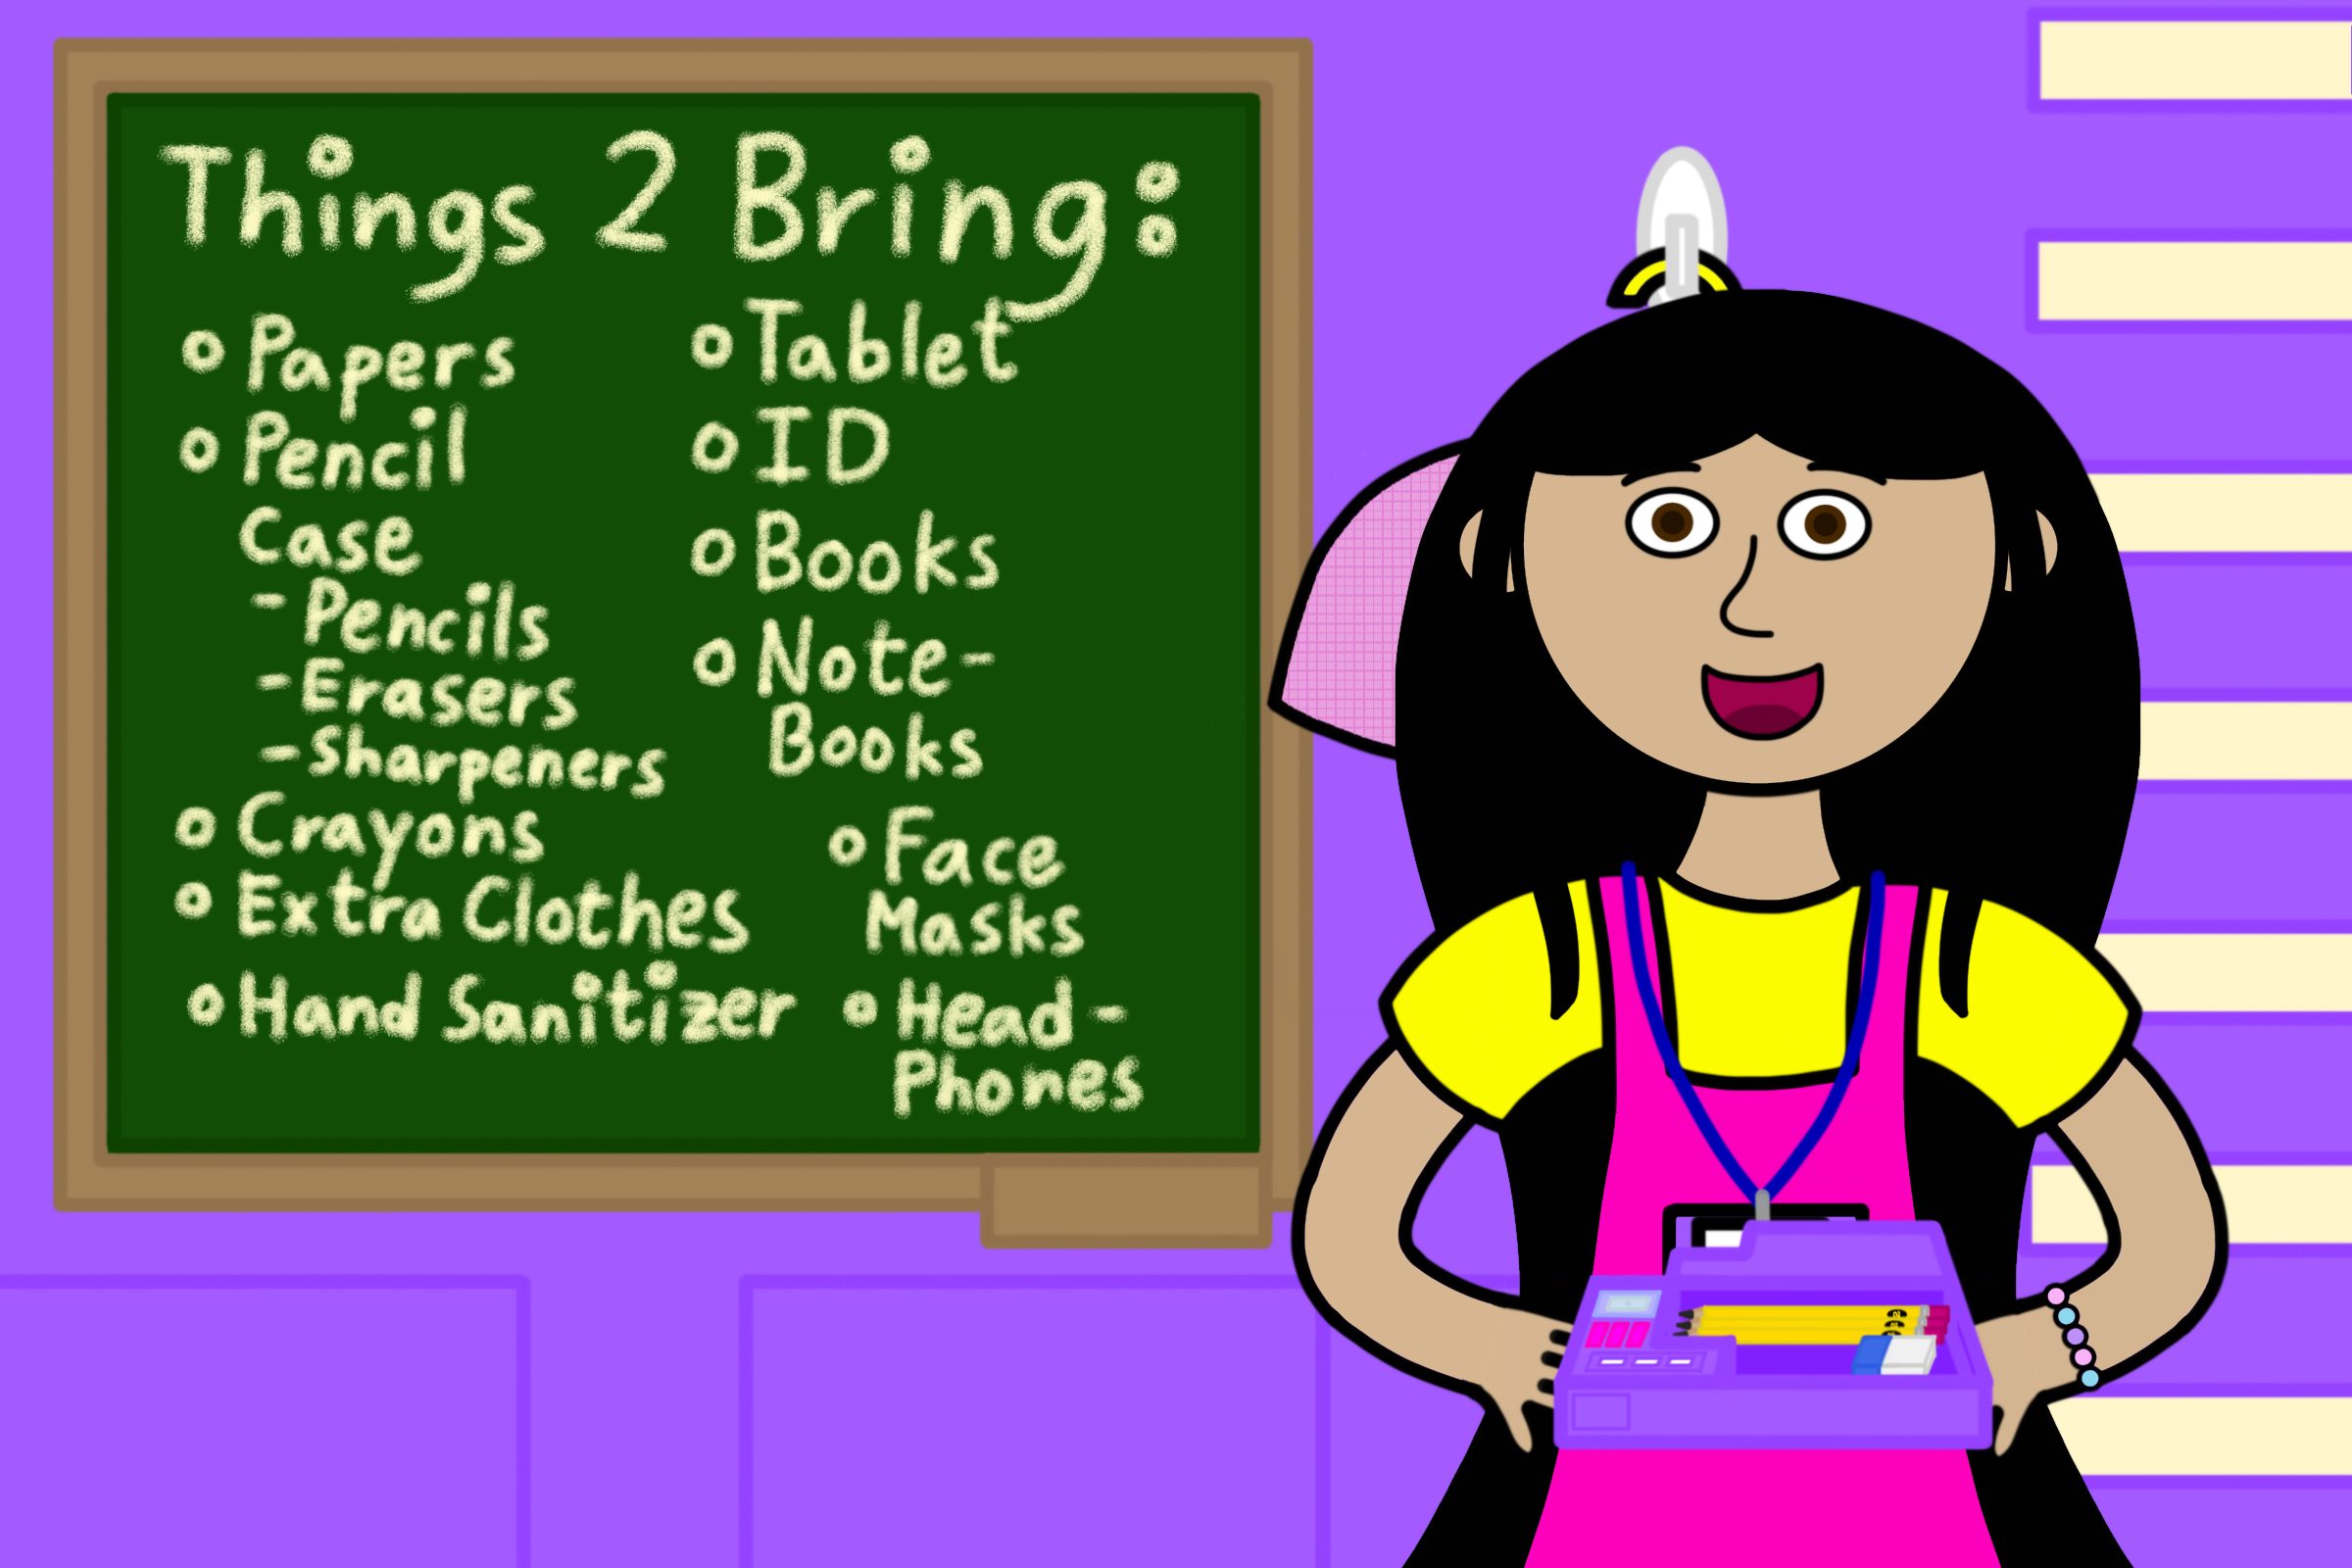 Things 2 Bring:
o Papers
o Pencil
Case
- Pencils
- Erasers
- Sharpeners
o Crayons
o Extra Clothes
o Hand Sanitizer
o Tablet
o ID
o Books
o Note-
Books
o Face
Masks
o Head-
Phones